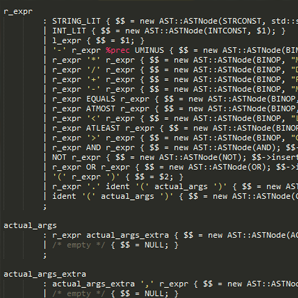 r_expr
: STRING_LIT { $$ = new AST::ASTNode(STRCONST, std::s
| INT_LIT { $$ = new AST::ASTNode(INTCONST, $1); }
| l_expr { $$ = $1; }
| '-' r_expr %prec UMINUS { $$ = new AST::ASTNode(BIN
| r_expr '*' r_expr { $$ = new AST::ASTNode(BINOP, "M
| r_expr '/' r_expr { $$ = new AST::ASTNode(BINOP, "D
| r_expr '+' r_expr { $$ = new AST::ASTNode(BINOP, "P
| r_expr '-' r_expr { $$ = new AST::ASTNode(BINOP, "M
| r_expr EQUALS r_expr { $$ = new AST::ASTNode(BINOP,
| r_expr ATMOST r_expr { $$ = new AST::ASTNode(BINOP,
| r_expr '<' r_expr { $$ = new AST::ASTNode(BINOP, "L
| r_expr ATLEAST r_expr { $$ = new AST::ASTNode(BINOP
| r_expr '>' r_expr { $$ = new AST::ASTNode(BINOP,
| r_expr AND r_expr { $$ = new AST::ASTNode(AND); $$-
| NOT r_expr { $$ = new AST::ASTNode(NOT); $$->insert
| r_expr OR r_expr { $$ = new AST::ASTNode(OR); $$->i
| '(' r_expr ')' { $$ = $2; }
| r_expr '.' ident '(' actual_args ')' { $$ = new AST
| ident '(' actual_args ')' { $$ = new AST::ASTNode(C
;
actual_args
: r_expr actual_args_extra { $$ = new AST::ASTNode(AC
| /* empty */ { $$ = NULL; }
;
actual_args_extra
: actual_args_extra ',' r_expr { $$ = new AST::ASTNod
| /* empty */ { $$ = NULL; }